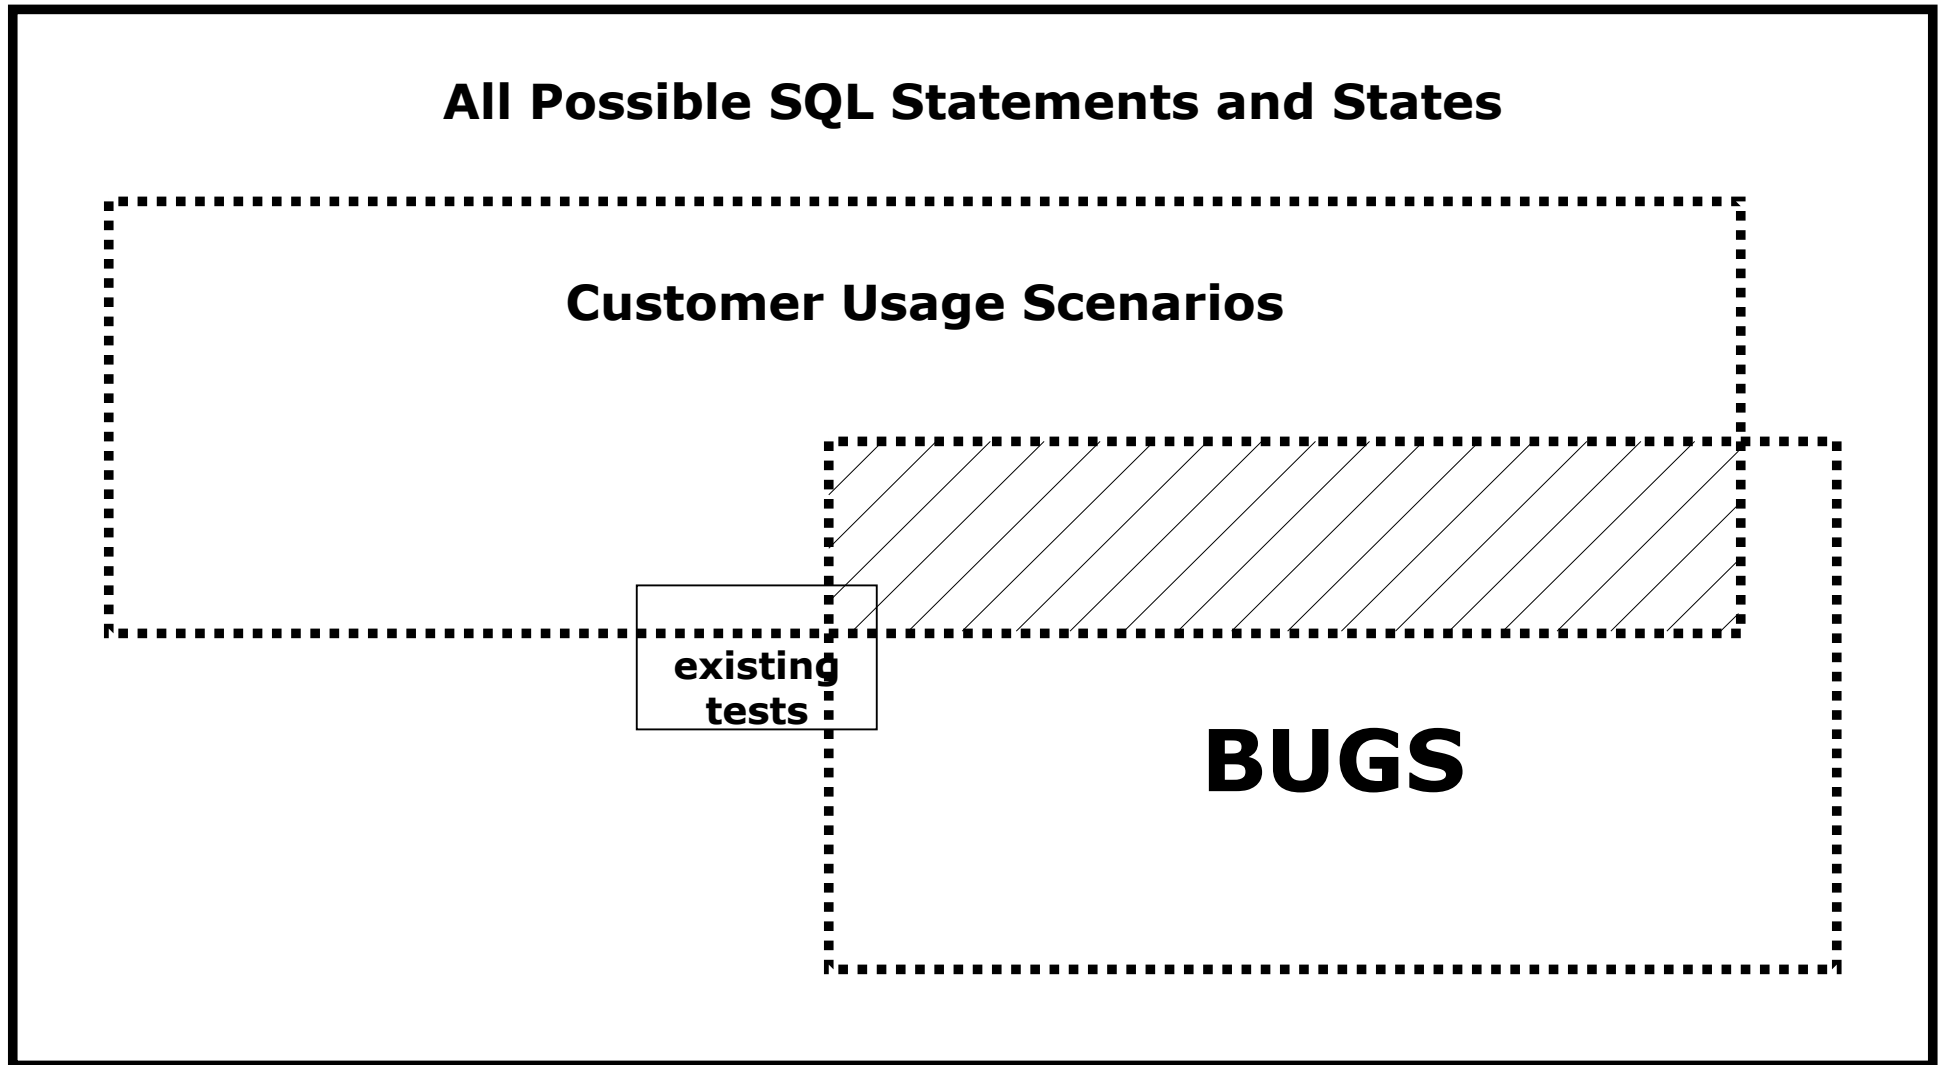 All Possible SQL Statements and States
Customer Usage Scenarios
existing
tests
BUGS